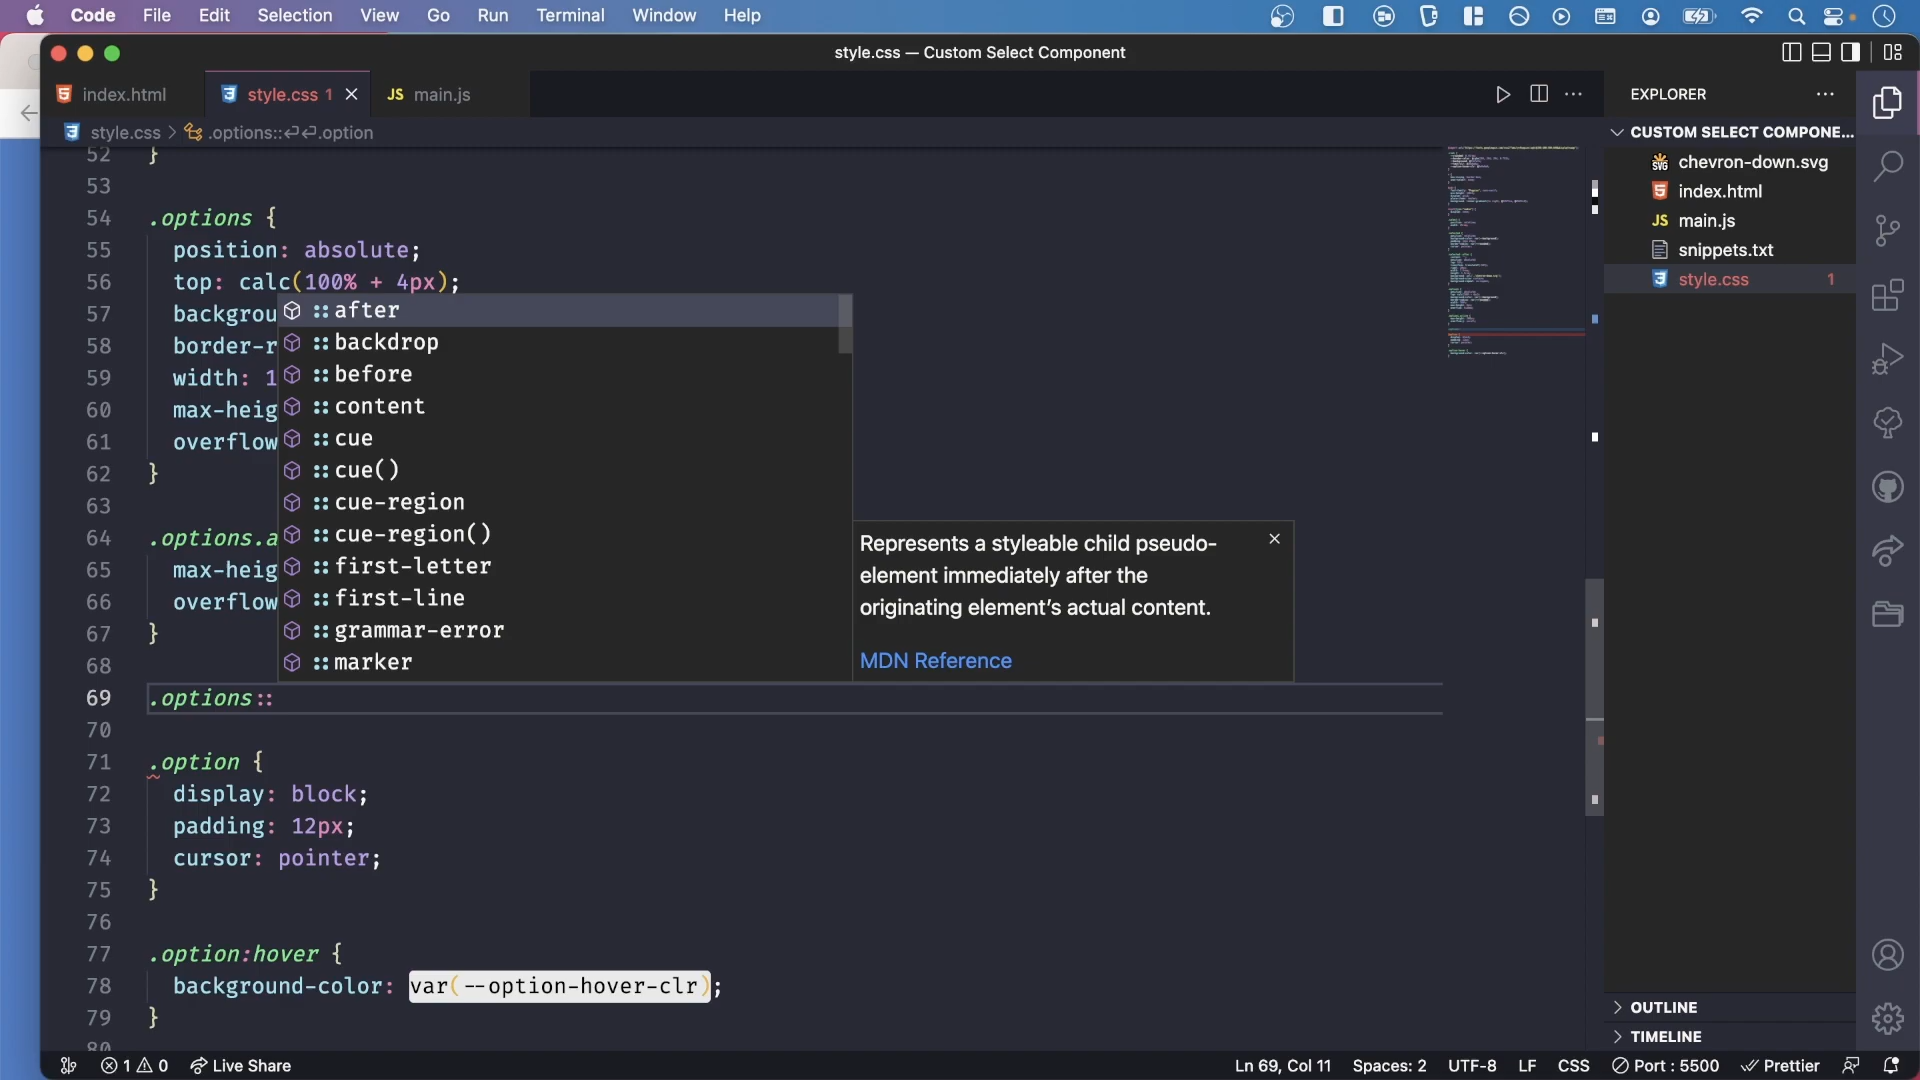 Code File Edit Selection View Go Run Terminal Window Help
style.css — Custom Select Component
index.html
style.css 1
JS main.js
style.css > .options::↩↩.option
EXPLORER
CUSTOM SELECT COMPONE...
chevron-down.svg
index.html
JS main.js
snippets.txt
style.css 1
52 }
53
54 .options {
55 position: absolute;
56 top: calc(100% + 4px);
57 backgrou
58 border-r
59 width: 1
60 max-heig
61 overflow
62 }
63
64 .options.a
65 max-heig
66 overflow
67 }
68
69 .options::
70
71 .option {
72 display: block;
73 padding: 12px;
74 cursor: pointer;
75 }
76
77 .option:hover {
78 background-color: var(--option-hover-clr);
79 }
80
::after
::backdrop
::before
::content
::cue
::cue()
::cue-region
::cue-region()
::first-letter
::first-line
::grammar-error
::marker
Represents a styleable child pseudo-
element immediately after the
originating element's actual content.
MDN Reference
OUTLINE
TIMELINE
1 0 Live Share
Ln 69, Col 11 Spaces: 2 UTF-8 LF CSS Port : 5500 Prettier